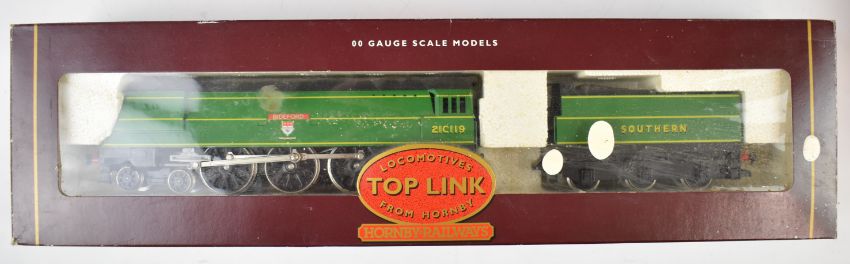 00 GAUGE SCALE MODELS
BIDEFORD
21C119
SOUTHERN
LOCOMOTIVES
TOP LINK
FROM HORNBY
HORNBY RAILWAYS